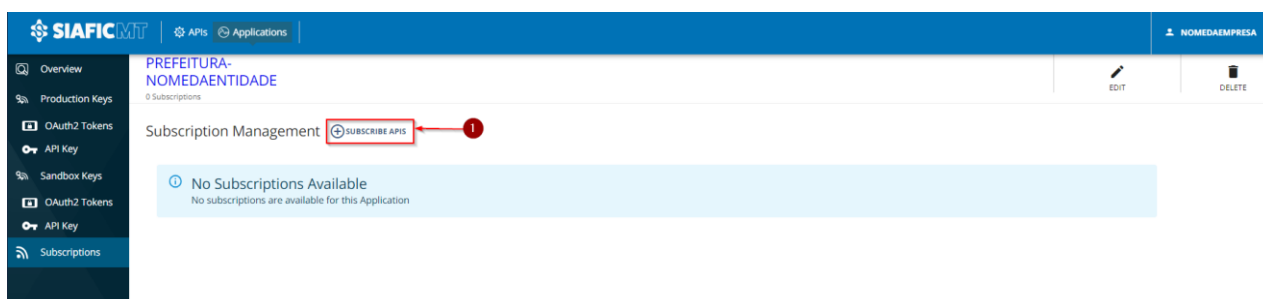 SIAFICMT
APIs
Applications
NOMEDAEMPRESA
Overview
Production Keys
OAuth2 Tokens
API Key
Sandbox Keys
OAuth2 Tokens
API Key
Subscriptions
PREFEITURA-
NOMEDAENTIDADE
0 Subscriptions
EDIT
DELETE
Subscription Management
SUBSCRIBE APIS
1
No Subscriptions Available
No subscriptions are available for this Application